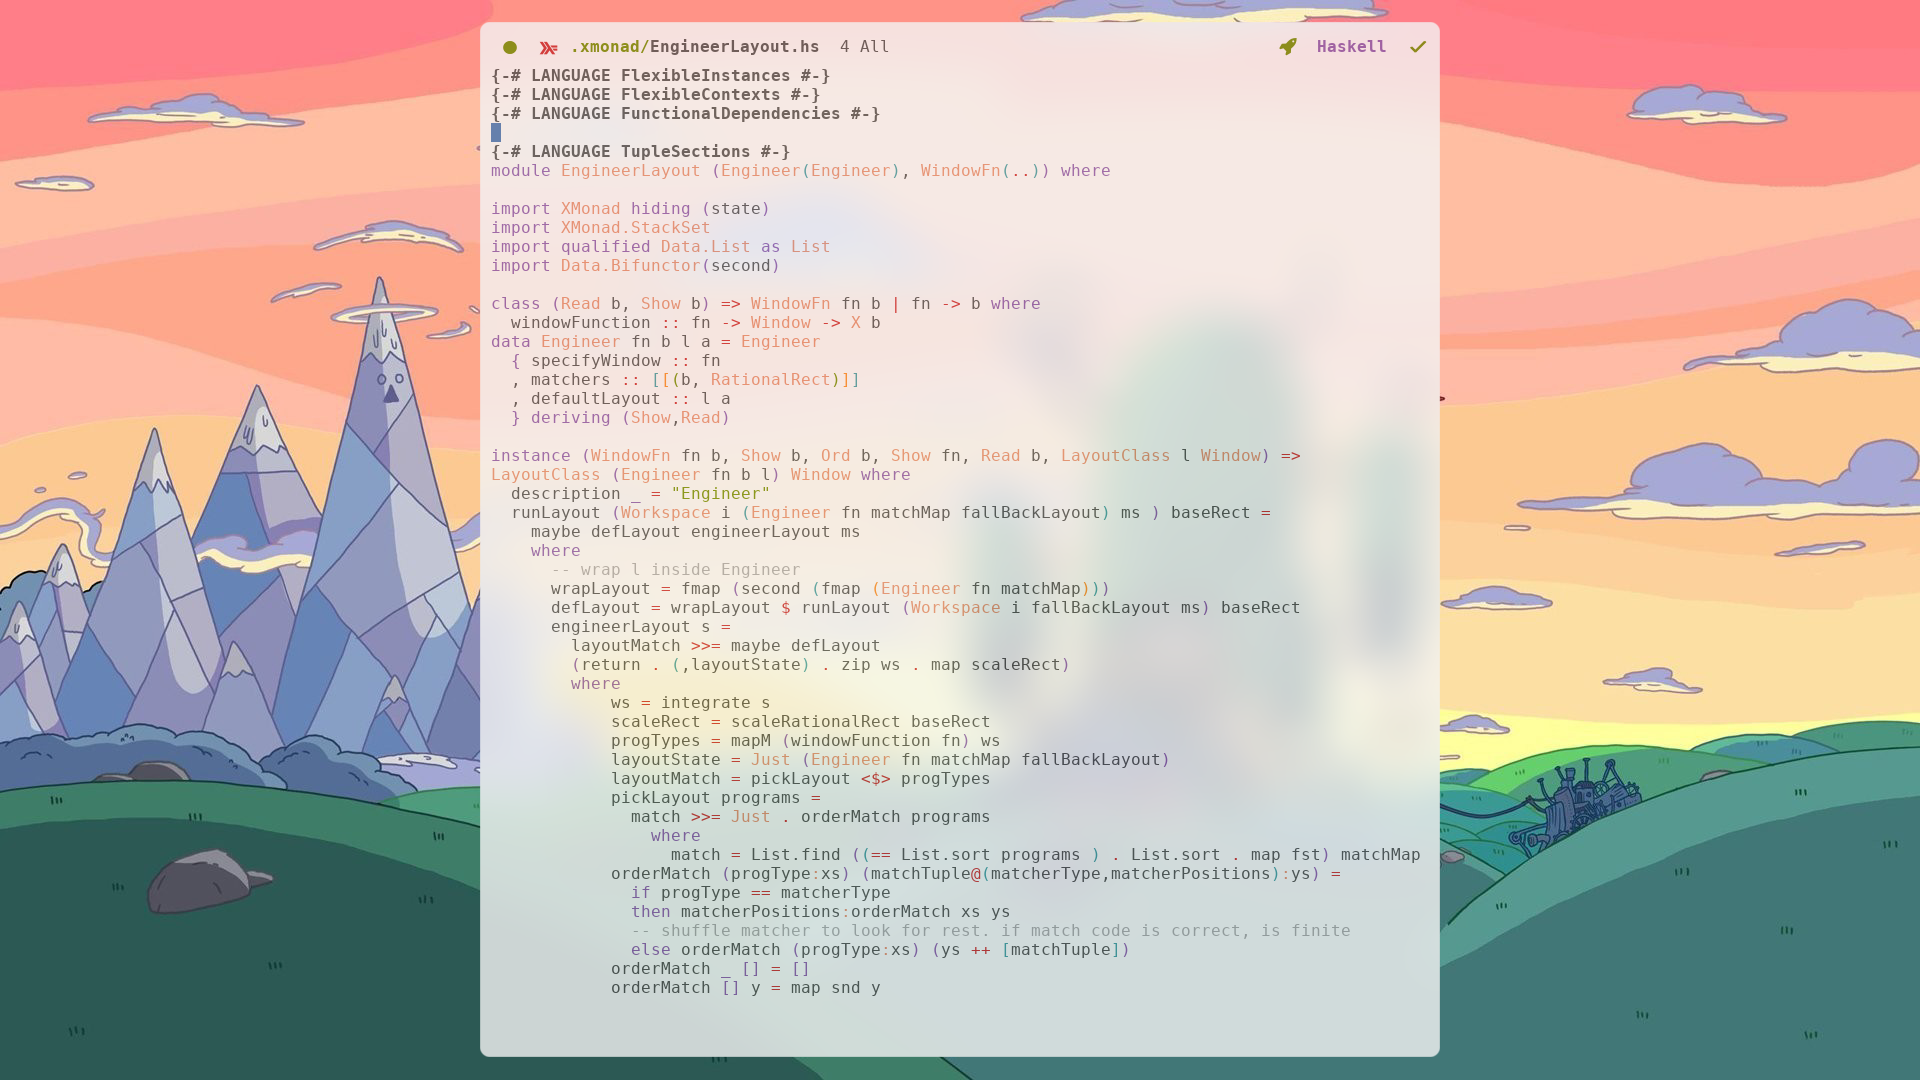 .xmonad/EngineerLayout.hs 4 All Haskell
{-# LANGUAGE FlexibleInstances #-}
{-# LANGUAGE FlexibleContexts #-}
{-# LANGUAGE FunctionalDependencies #-}
{-# LANGUAGE TupleSections #-}
module EngineerLayout (Engineer(Engineer), WindowFn(..)) where
import XMonad hiding (state)
import XMonad.StackSet
import qualified Data.List as List
import Data.Bifunctor(second)
class (Read b, Show b) => WindowFn fn b | fn -> b where
  windowFunction :: fn -> Window -> X b
data Engineer fn b l a = Engineer
  { specifyWindow :: fn
  , matchers :: [[(b, RationalRect)]]
  , defaultLayout :: l a
  } deriving (Show,Read)
instance (WindowFn fn b, Show b, Ord b, Show fn, Read b, LayoutClass l Window) =>
LayoutClass (Engineer fn b l) Window where
  description _ = "Engineer"
  runLayout (Workspace i (Engineer fn matchMap fallBackLayout) ms ) baseRect =
    maybe defLayout engineerLayout ms
    where
      -- wrap l inside Engineer
      wrapLayout = fmap (second (fmap (Engineer fn matchMap)))
      defLayout = wrapLayout $ runLayout (Workspace i fallBackLayout ms) baseRect
      engineerLayout s =
        layoutMatch >>= maybe defLayout
        (return . (,layoutState) . zip ws . map scaleRect)
        where
            ws = integrate s
            scaleRect = scaleRationalRect baseRect
            progTypes = mapM (windowFunction fn) ws
            layoutState = Just (Engineer fn matchMap fallBackLayout)
            layoutMatch = pickLayout <$> progTypes
            pickLayout programs =
              match >>= Just . orderMatch programs
                where
                  match = List.find ((== List.sort programs ) . List.sort . map fst) matchMap
            orderMatch (progType:xs) (matchTuple@(matcherType,matcherPositions):ys) =
              if progType == matcherType
              then matcherPositions:orderMatch xs ys
              -- shuffle matcher to look for rest. if match code is correct, is finite
              else orderMatch (progType:xs) (ys ++ [matchTuple])
            orderMatch _ [] = []
            orderMatch [] y = map snd y